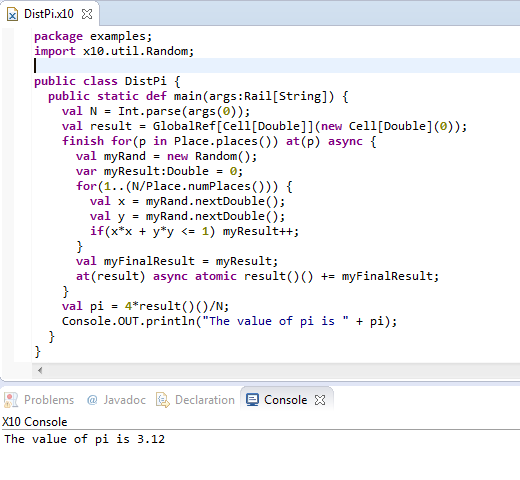 DistPi.x10
package examples;
import x10.util.Random;
public class DistPi {
public static def main(args:Rail[String]) {
val N = Int.parse(args(0));
val result = GlobalRef[Cell[Double]](new Cell[Double](0));
finish for(p in Place.places()) at(p) async {
val myRand = new Random();
var myResult:Double = 0;
for(1..(N/Place.numPlaces())) {
val x = myRand.nextDouble();
val y = myRand.nextDouble();
if(x*x + y*y <= 1) myResult++;
}
val myFinalResult = myResult;
at(result) async atomic result()() += myFinalResult;
}
val pi = 4*result()()/N;
Console.OUT.println("The value of pi is " + pi);
}
}
Problems @ Javadoc Declaration Console
X10 Console
The value of pi is 3.12